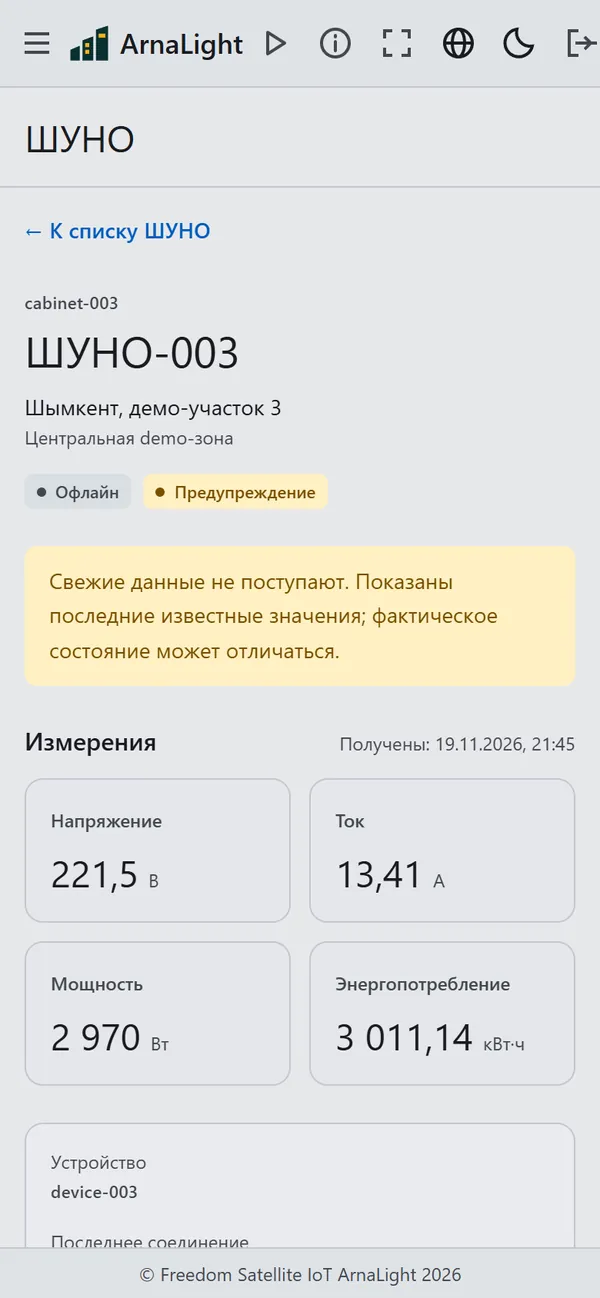 ArnaLight
ШУНО
← К списку ШУНО
cabinet-003
ШУНО-003
Шымкент, демо-участок 3
Центральная demo-зона
Офлайн
Предупреждение
Свежие данные не поступают. Показаны
последние известные значения; фактическое
состояние может отличаться.
Измерения
Получены: 19.11.2026, 21:45
Напряжение
221,5 В
Ток
13,41 А
Мощность
2 970 Вт
Энергопотребление
3 011,14 кВт·ч
Устройство
device-003
Последнее соединение
© Freedom Satellite IoT ArnaLight 2026